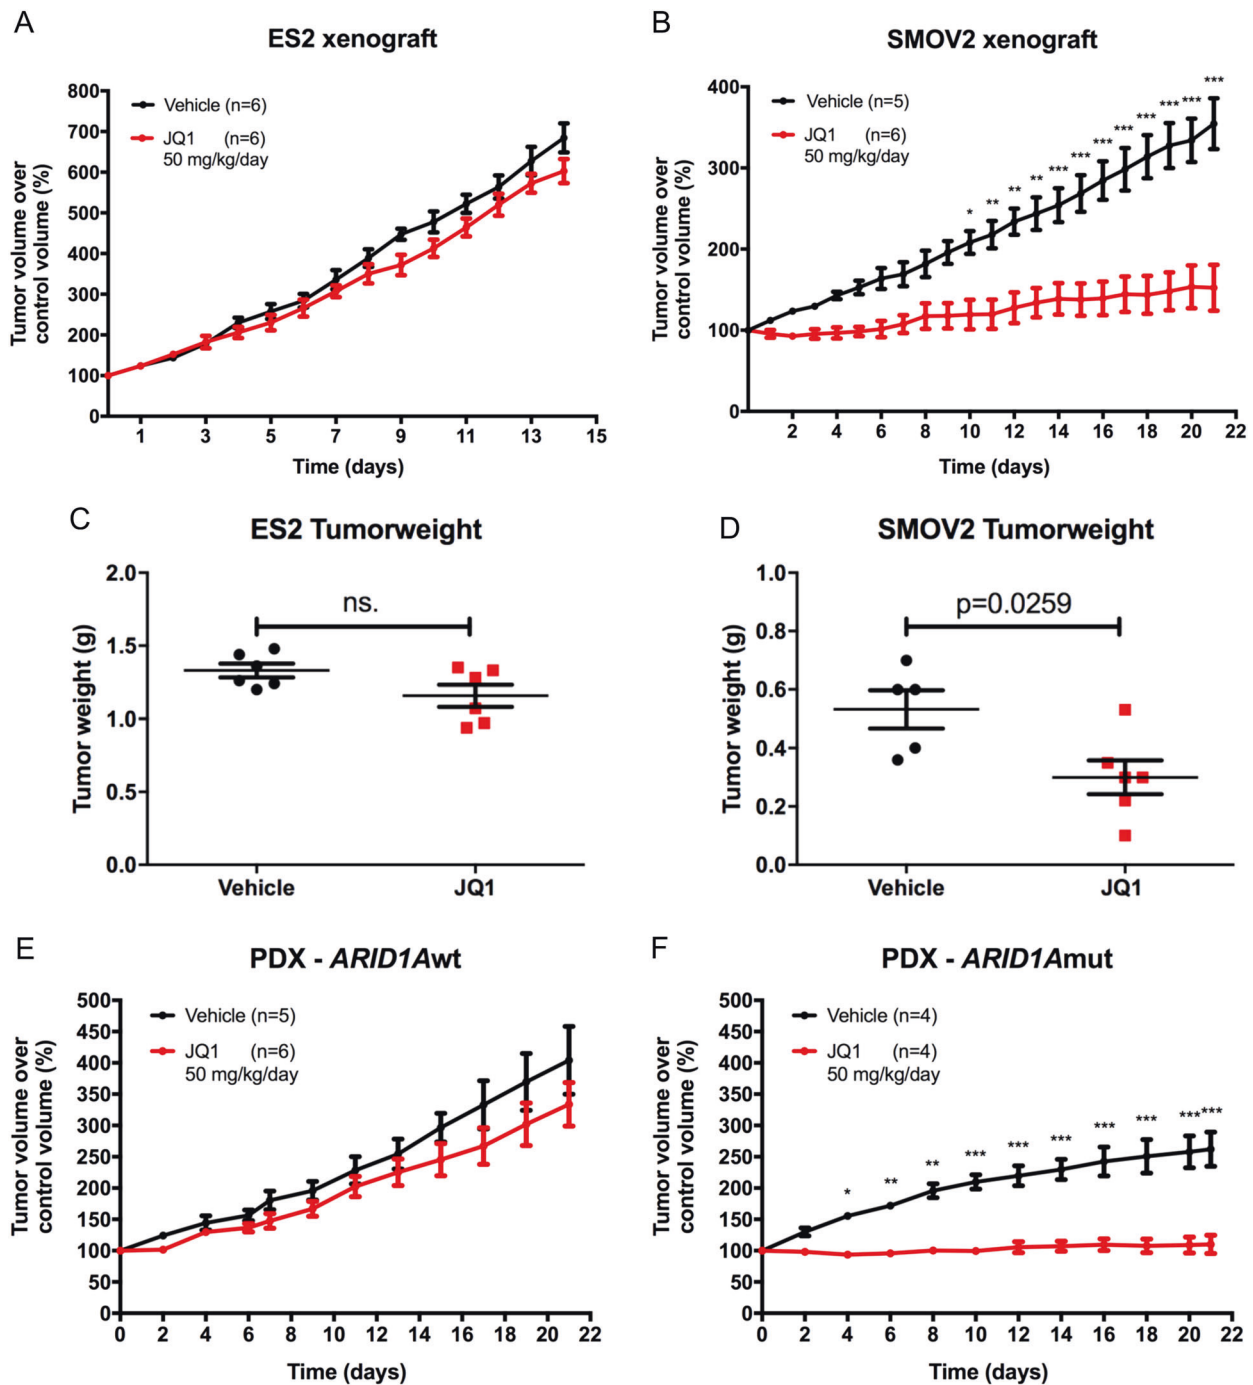 A
ES2 xenograft
Tumor volume over
control volume (%)
800
700
600
500
400
300
200
100
0
Vehicle (n=6)
JQ1 (n=6)
50 mg/kg/day
1 3 5 7 9 11 13 15
Time (days)
B
SMOV2 xenograft
Tumor volume over
control volume (%)
400
300
200
100
0
Vehicle (n=5)
JQ1 (n=6)
50 mg/kg/day
* ** ** ** *** *** *** *** *** *** *** ***
2 4 6 8 10 12 14 16 18 20 22
Time (days)
C
ES2 Tumorweight
Tumor weight (g)
2.0
1.5
1.0
0.5
0.0
ns.
Vehicle JQ1
D
SMOV2 Tumorweight
Tumor weight (g)
1.0
0.8
0.6
0.4
0.2
0.0
p=0.0259
Vehicle JQ1
E
PDX - ARID1Awt
Tumor volume over
control volume (%)
500
450
400
350
300
250
200
150
100
50
0
Vehicle (n=5)
JQ1 (n=6)
50 mg/kg/day
0 2 4 6 8 10 12 14 16 18 20 22
Time (days)
F
PDX - ARID1Amut
Tumor volume over
control volume (%)
500
450
400
350
300
250
200
150
100
50
0
Vehicle (n=4)
JQ1 (n=4)
50 mg/kg/day
* ** ** *** *** *** *** *** *** ***
0 2 4 6 8 10 12 14 16 18 20 22
Time (days)